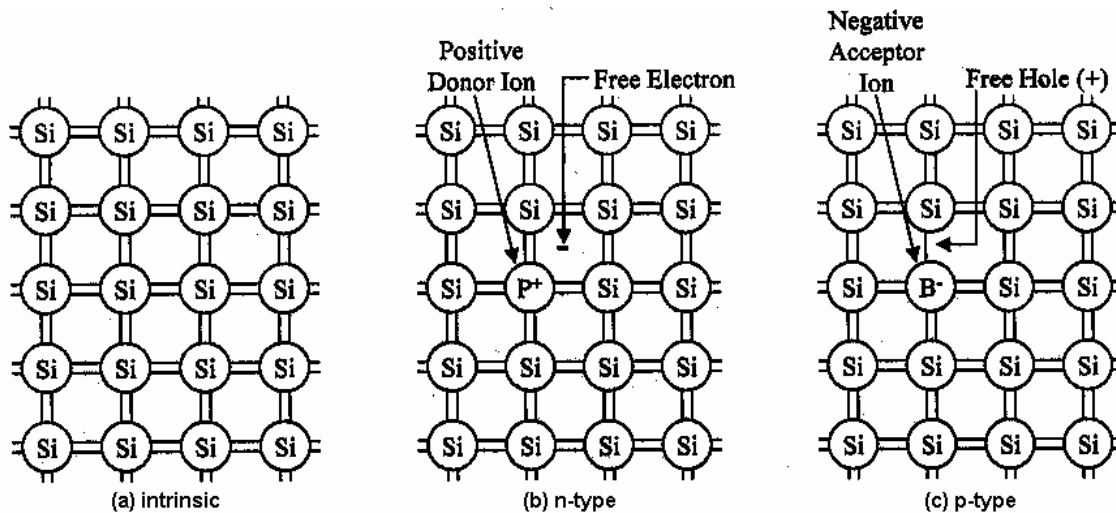 Positive
Donor Ion
Free Electron
Negative
Acceptor
Ion
Free Hole (+)
Si Si Si Si
Si Si Si Si
Si Si Si Si
Si Si Si Si
Si Si Si Si
(a) intrinsic
Si Si Si Si
Si Si Si Si
Si P+ Si Si
Si Si Si Si
Si Si Si Si
(b) n-type
Si Si Si Si
Si Si Si Si
Si B- Si Si
Si Si Si Si
Si Si Si Si
(c) p-type